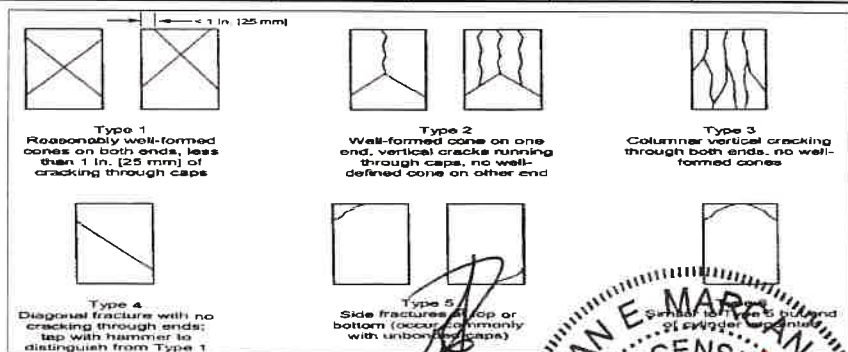 < 1 in. [25 mm]
Type 1
Reasonably well-formed
cones on both ends, less
than 1 in. [25 mm] of
cracking through caps
Type 2
Well-formed cone on one
end, vertical cracks running
through caps, no well-
defined cone on other end
Type 3
Columnar vertical cracking
through both ends, no well-
formed cones
Type 4
Diagonal fracture with no
cracking through ends;
tap with hammer to
distinguish from Type 1
Type 5
Side fractures at top or
bottom (occur commonly
with unbonded caps)
Similar to Type 5 but end
of cylinder
E. MARCAN
CENS